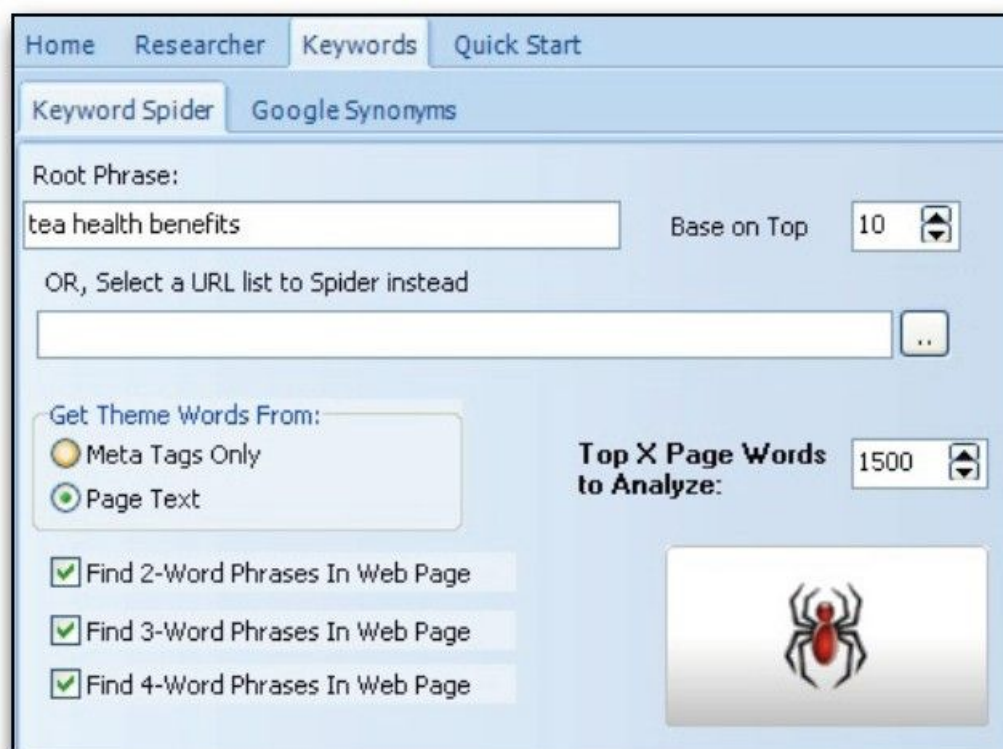 Home Researcher Keywords Quick Start
Keyword Spider Google Synonyms
Root Phrase:
tea health benefits Base on Top 10
OR, Select a URL list to Spider instead
..
Get Theme Words From:
Meta Tags Only
Page Text
Top X Page Words
to Analyze:
1500
Find 2-Word Phrases In Web Page
Find 3-Word Phrases In Web Page
Find 4-Word Phrases In Web Page